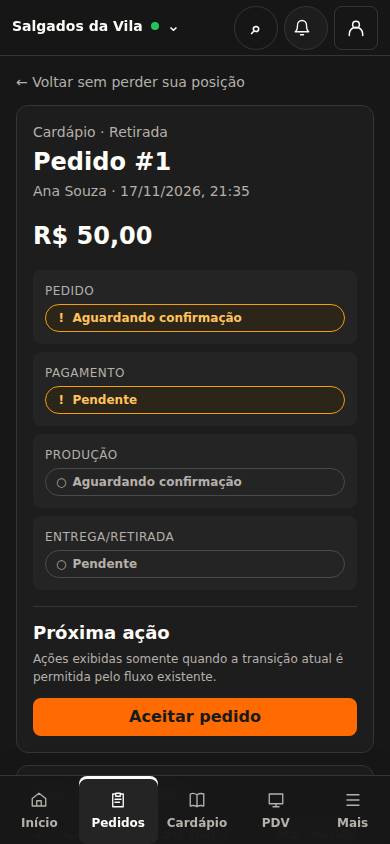 Salgados da Vila
← Voltar sem perder sua posição
Cardápio · Retirada
Pedido #1
Ana Souza · 17/11/2026, 21:35
R$ 50,00
PEDIDO
! Aguardando confirmação
PAGAMENTO
! Pendente
PRODUÇÃO
○ Aguardando confirmação
ENTREGA/RETIRADA
○ Pendente
Próxima ação
Ações exibidas somente quando a transição atual é
permitida pelo fluxo existente.
Aceitar pedido
Início Pedidos Cardápio PDV Mais